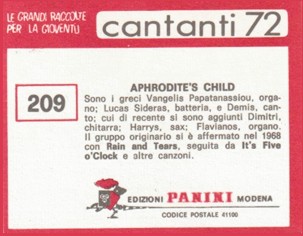 LE GRANDI RACCOLTE
PER LA GIOVENTÙ
cantanti 72
209
APHRODITE'S CHILD
Sono i greci Vangelis Papatanassiou, orga-
no; Lucas Sideras, batteria, e Demis, can-
to; cui di recente si sono aggiunti Dimitri,
chitarra; Harrys, sax; Flavianos, organo.
Il gruppo originario si è affermato nel 1968
con Rain and Tears, seguita da It's Five
o'Clock e altre canzoni.
EDIZIONI PANINI MODENA
CODICE POSTALE 41100